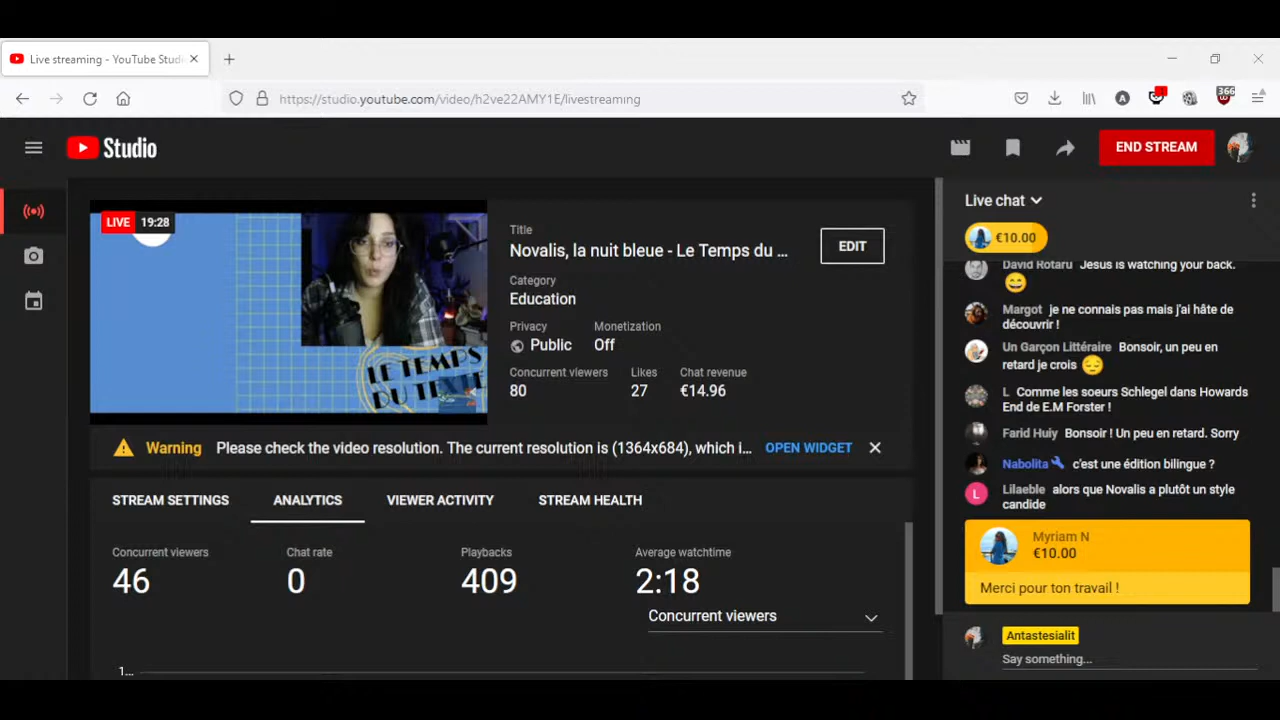 Live streaming - YouTube Studi
https://studio.youtube.com/video/h2ve22AMY1E/livestreaming
366
Studio
END STREAM
LIVE 19:28
LE TEMPS
DU TEXTE
Title
Novalis, la nuit bleue - Le Temps du ...
EDIT
Category
Education
Privacy
Public
Monetization
Off
Concurrent viewers
80
Likes
27
Chat revenue
€14.96
Warning Please check the video resolution. The current resolution is (1364x684), which i... OPEN WIDGET
STREAM SETTINGS ANALYTICS VIEWER ACTIVITY STREAM HEALTH
Concurrent viewers
46
Chat rate
0
Playbacks
409
Average watchtime
2:18
Concurrent viewers
1...
Live chat
€10.00
David Rotaru Jesus is watching your back.
😄
Margot je ne connais pas mais j'ai hâte de
découvrir !
Un Garçon Littéraire Bonsoir, un peu en
retard je crois 😔
L Comme les soeurs Schlegel dans Howards
End de E.M Forster !
Farid Huiy Bonsoir ! Un peu en retard. Sorry
Nabolita c'est une édition bilingue ?
L
Lilaeble alors que Novalis a plutôt un style
candide
Myriam N
€10.00
Merci pour ton travail !
Antastesialit
Say something...